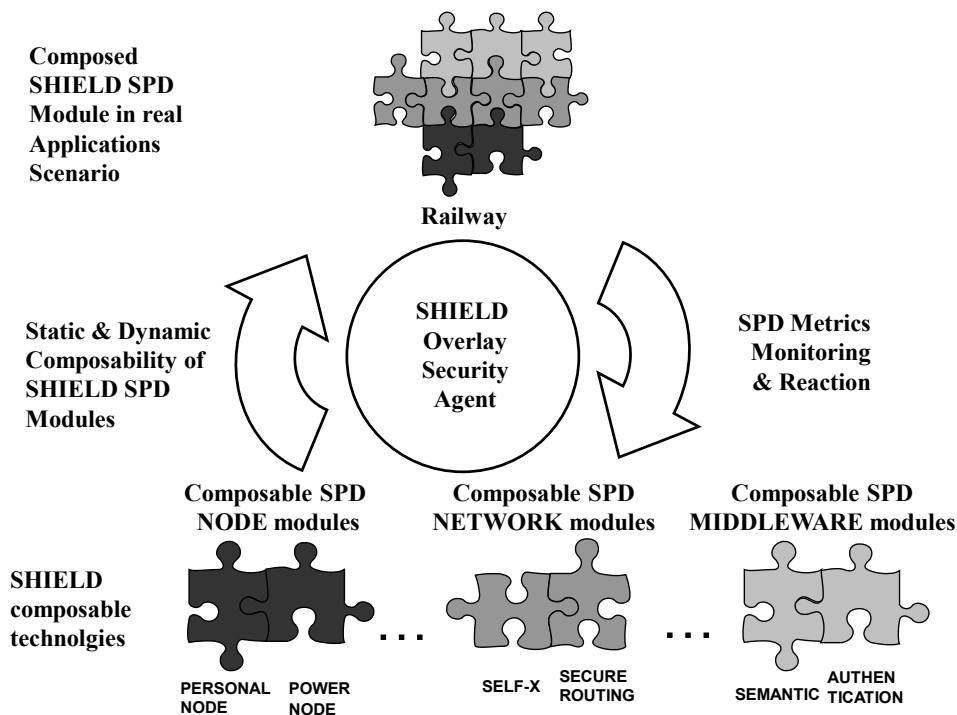 Composed
SHIELD SPD
Module in real
Applications
Scenario
Railway
Static & Dynamic
Composability of
SHIELD SPD
Modules
SHIELD
Overlay
Security
Agent
SPD Metrics
Monitoring
& Reaction
Composable SPD
NODE modules
Composable SPD
NETWORK modules
Composable SPD
MIDDLEWARE modules
SHIELD
composable
technolgies
...
...
PERSONAL
NODE
POWER
NODE
SELF-X
SECURE
ROUTING
SEMANTIC
AUTHEN
TICATION